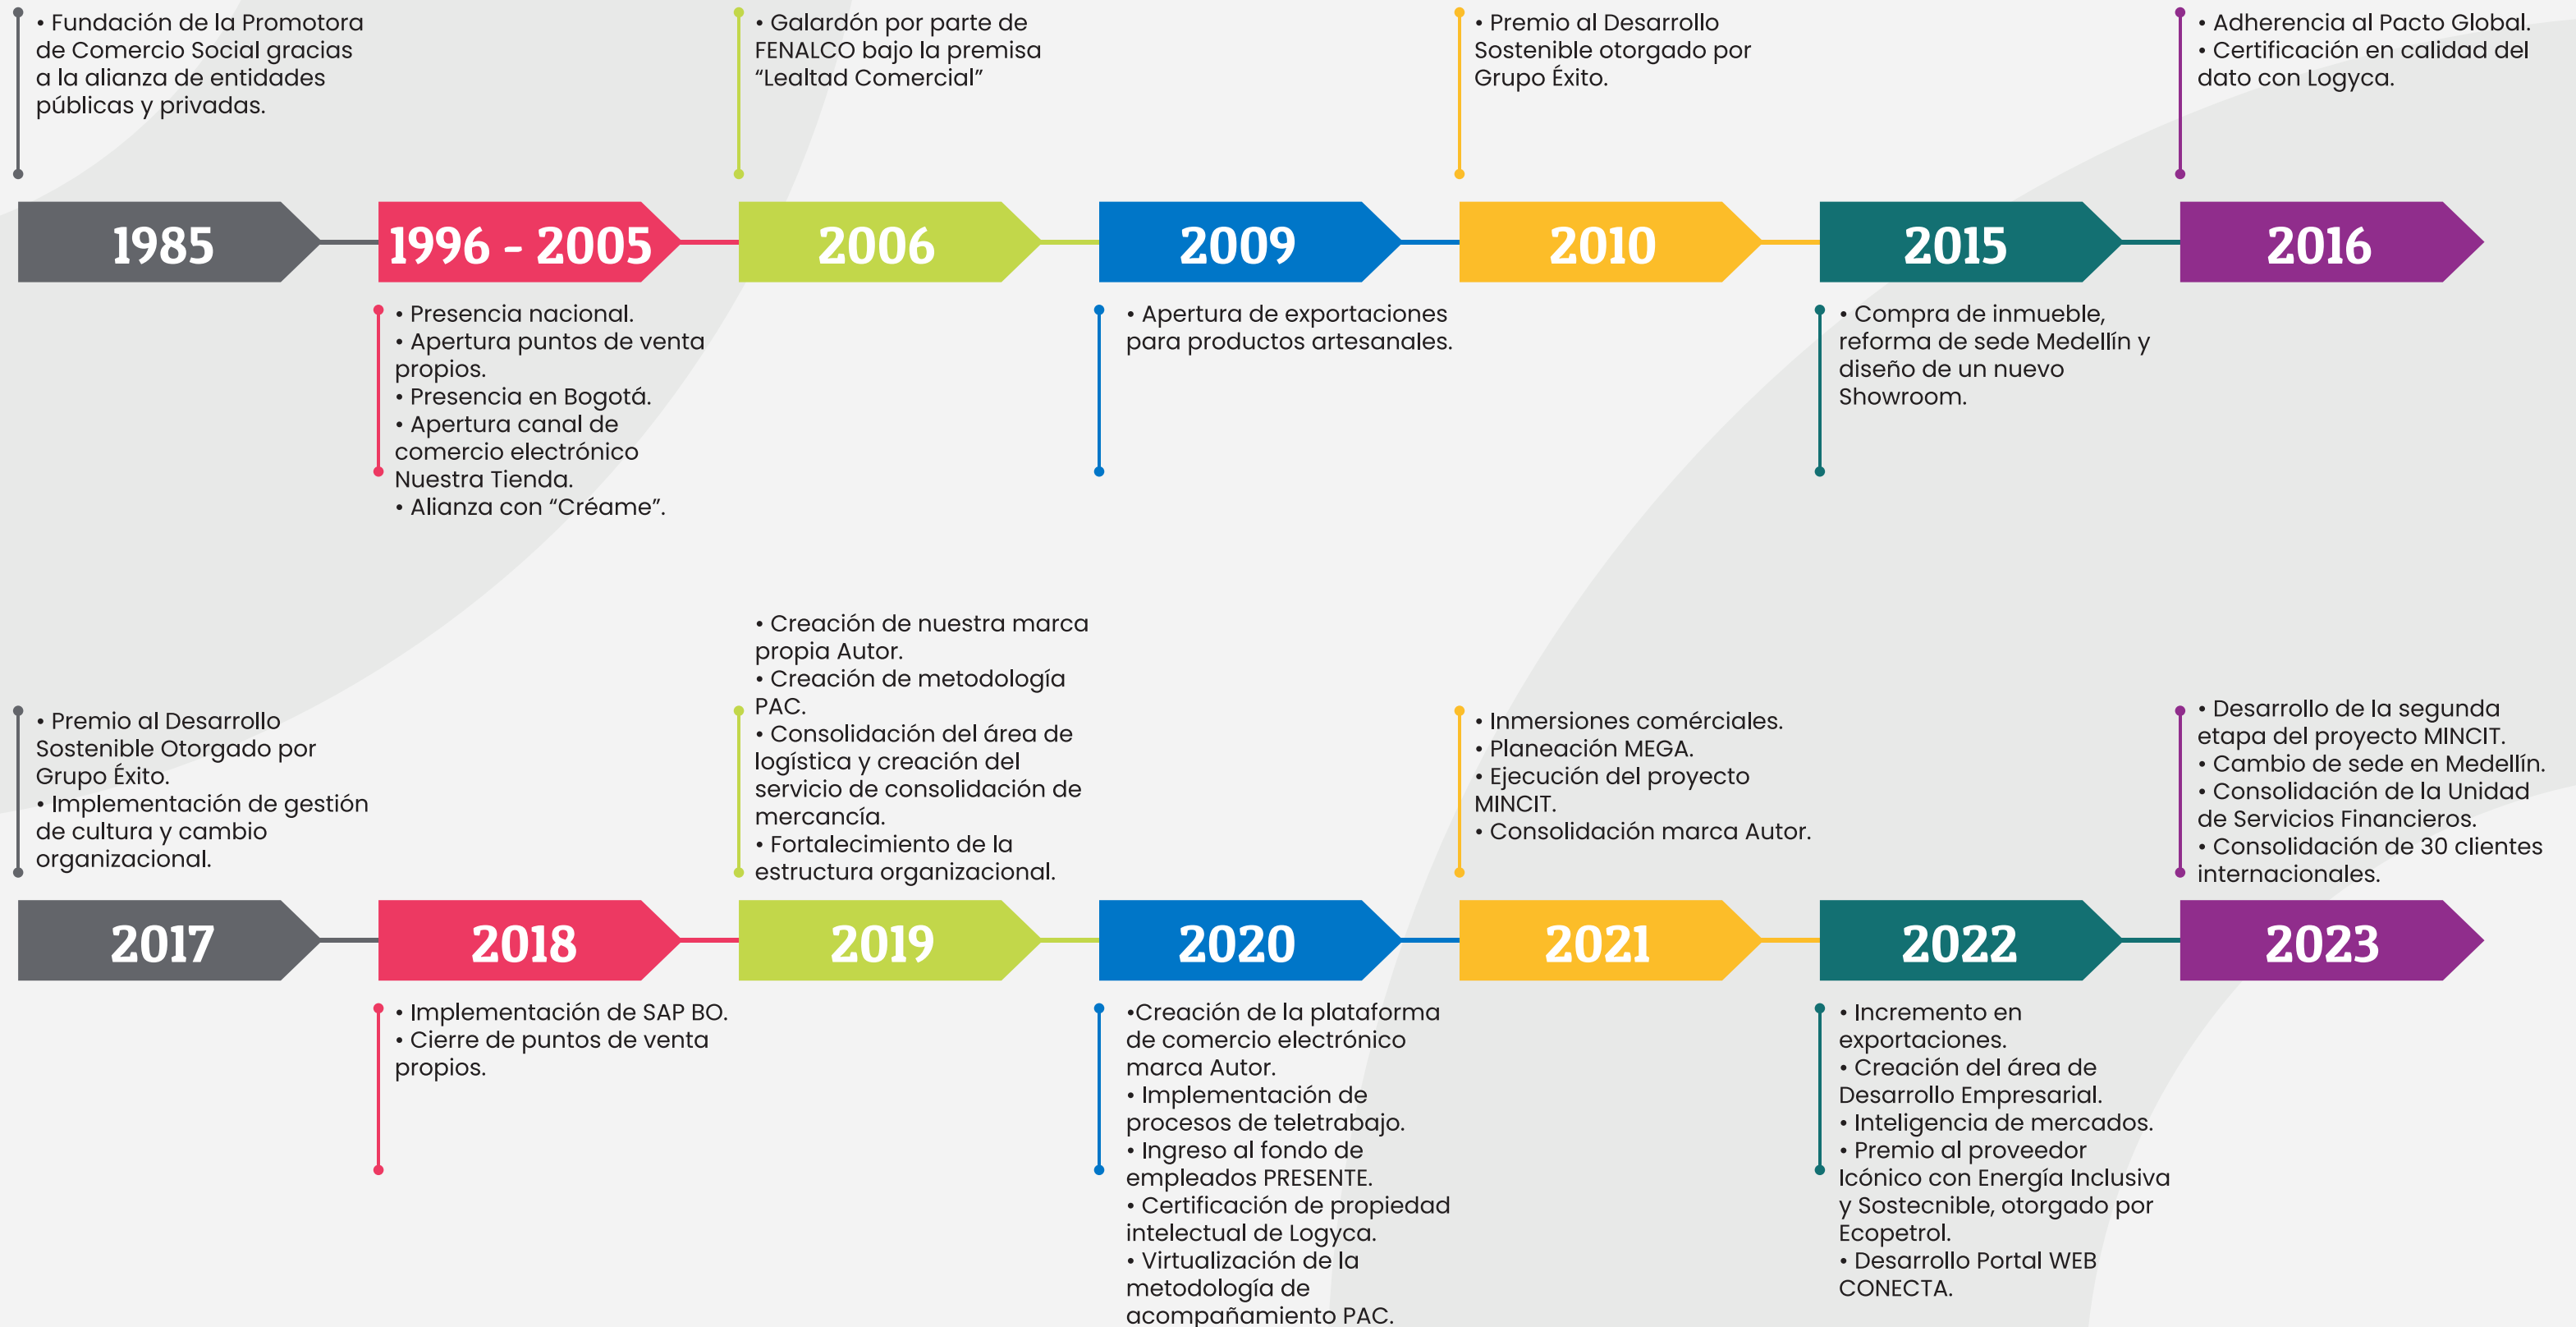 • Fundación de la Promotora
de Comercio Social gracias
a la alianza de entidades
públicas y privadas.
1985
1996 - 2005
• Presencia nacional.
• Apertura puntos de venta
propios.
• Presencia en Bogotá.
• Apertura canal de
comercio electrónico
Nuestra Tienda.
• Alianza con “Créame”.
• Galardón por parte de
FENALCO bajo la premisa
“Lealtad Comercial”
2006
2009
• Apertura de exportaciones
para productos artesanales.
• Premio al Desarrollo
Sostenible otorgado por
Grupo Éxito.
2010
2015
• Compra de inmueble,
reforma de sede Medellín y
diseño de un nuevo
Showroom.
• Adherencia al Pacto Global.
• Certificación en calidad del
dato con Logyca.
2016
• Premio al Desarrollo
Sostenible Otorgado por
Grupo Éxito.
• Implementación de gestión
de cultura y cambio
organizacional.
2017
2018
• Implementación de SAP BO.
• Cierre de puntos de venta
propios.
• Creación de nuestra marca
propia Autor.
• Creación de metodología
PAC.
• Consolidación del área de
logística y creación del
servicio de consolidación de
mercancía.
• Fortalecimiento de la
estructura organizacional.
2019
2020
•Creación de la plataforma
de comercio electrónico
marca Autor.
• Implementación de
procesos de teletrabajo.
• Ingreso al fondo de
empleados PRESENTE.
• Certificación de propiedad
intelectual de Logyca.
• Virtualización de la
metodología de
acompañamiento PAC.
• Inmersiones comérciales.
• Planeación MEGA.
• Ejecución del proyecto
MINCIT.
• Consolidación marca Autor.
2021
2022
• Incremento en
exportaciones.
• Creación del área de
Desarrollo Empresarial.
• Inteligencia de mercados.
• Premio al proveedor
Icónico con Energía Inclusiva
y Sostecnible, otorgado por
Ecopetrol.
• Desarrollo Portal WEB
CONECTA.
• Desarrollo de la segunda
etapa del proyecto MINCIT.
• Cambio de sede en Medellín.
• Consolidación de la Unidad
de Servicios Financieros.
• Consolidación de 30 clientes
internacionales.
2023